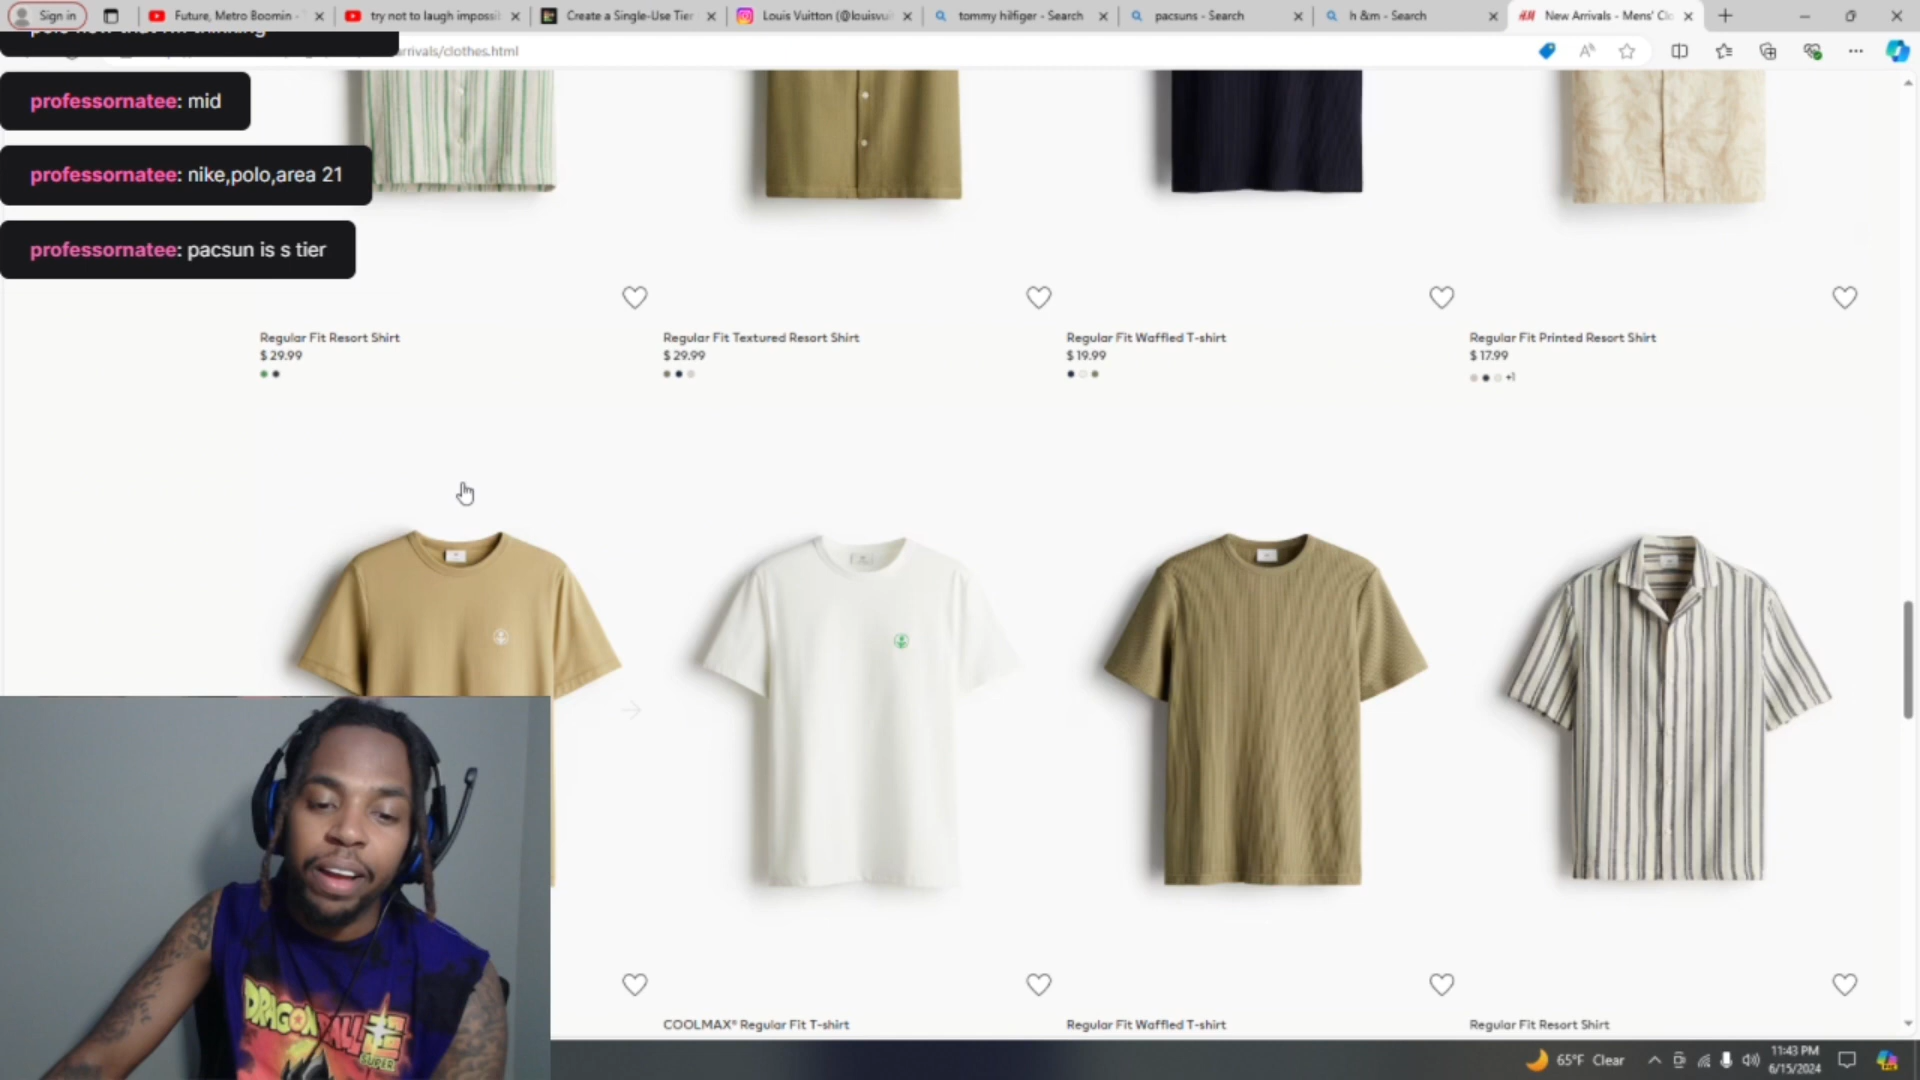 Sign in
Future, Metro Boomin -
try not to laugh impossi
Create a Single-Use Tier
Louis Vuitton (@louisvui
tommy hilfiger - Search
pacsuns - Search
h &m - Search
New Arrivals - Mens' Clo
rrivals/clothes.html
professornatee: mid
professornatee: nike,polo,area 21
professornatee: pacsun is s tier
Regular Fit Resort Shirt
$ 29.99
Regular Fit Textured Resort Shirt
$ 29.99
Regular Fit Waffled T-shirt
$ 19.99
Regular Fit Printed Resort Shirt
$ 17.99
+1
DRAGON BALL
SUPER
COOLMAX® Regular Fit T-shirt
Regular Fit Waffled T-shirt
Regular Fit Resort Shirt
65°F Clear
11:43 PM
6/15/2024